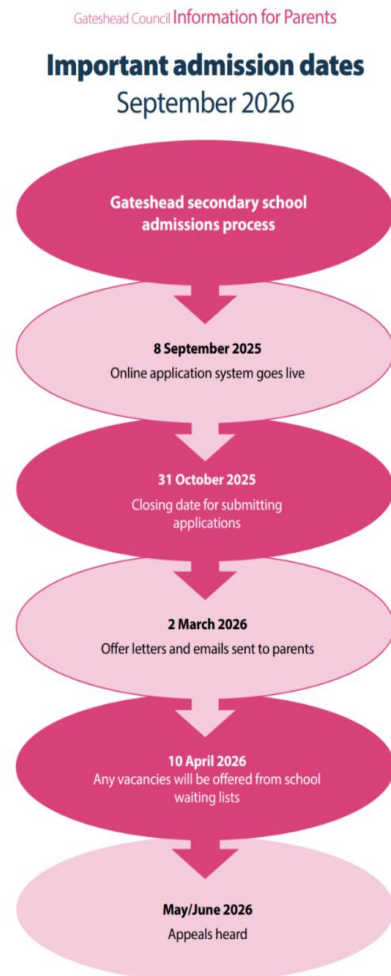 Gateshead Council Information for Parents
Important admission dates
September 2026
Gateshead secondary school
admissions process
8 September 2025
Online application system goes live
31 October 2025
Closing date for submitting
applications
2 March 2026
Offer letters and emails sent to parents
10 April 2026
Any vacancies will be offered from school
waiting lists
May/June 2026
Appeals heard